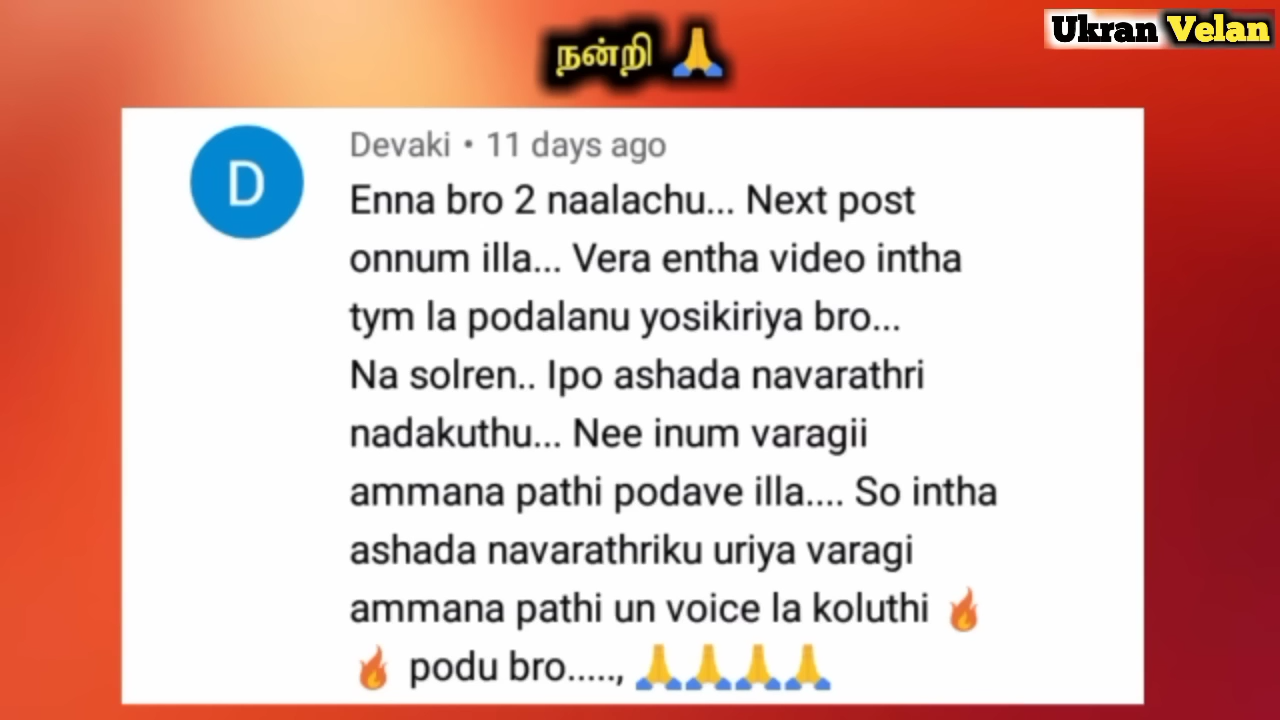 நன்றி 🙏
Ukran Velan
D
Devaki • 11 days ago
Enna bro 2 naalachu... Next post
onnum illa... Vera entha video intha
tym la podalanu yosikiriya bro...
Na solren.. Ipo ashada navarathri
nadakuthu... Nee inum varagii
ammana pathi podave illa.... So intha
ashada navarathriku uriya varagi
ammana pathi un voice la koluthi 🔥
🔥 podu bro....., 🙏🙏🙏🙏